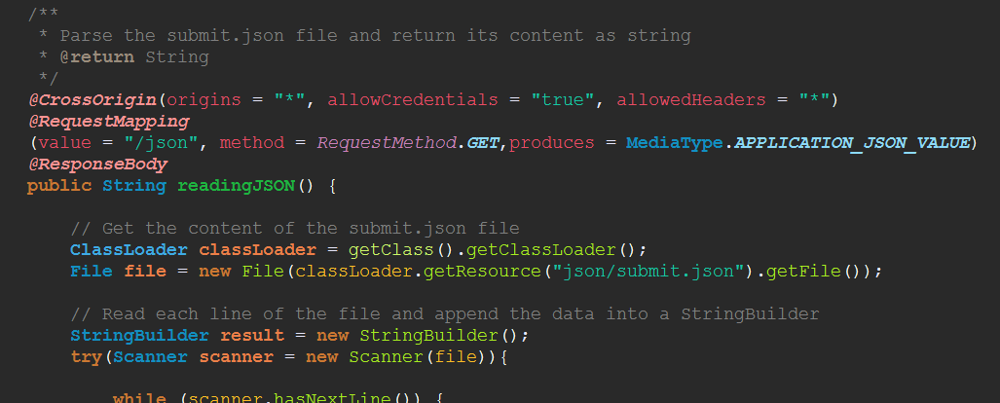 /**
 * Parse the submit.json file and return its content as string
 * @return String
 */
@CrossOrigin(origins = "*", allowCredentials = "true", allowedHeaders = "*")
@RequestMapping
(value = "/json", method = RequestMethod.GET,produces = MediaType.APPLICATION_JSON_VALUE)
@ResponseBody
public String readingJSON() {
// Get the content of the submit.json file
ClassLoader classLoader = getClass().getClassLoader();
File file = new File(classLoader.getResource("json/submit.json").getFile());
// Read each line of the file and append the data into a StringBuilder
StringBuilder result = new StringBuilder();
try(Scanner scanner = new Scanner(file)){
while (scanner.hasNextLine()) {